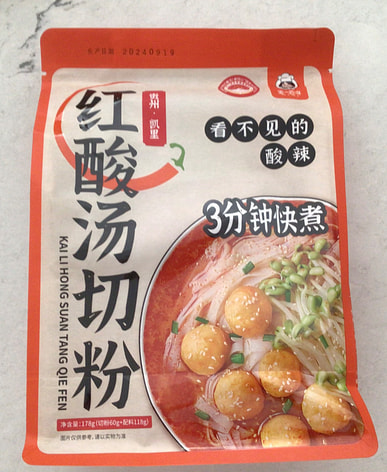 生产日期 20240919
贵州·凯里
红酸汤切粉
KAI LI HONG SUAN TANG QIE FEN
看不见的
酸辣
3分钟快煮
净含量：178g(切粉60g+配料118g)
图片仅供参考，请以实物为准